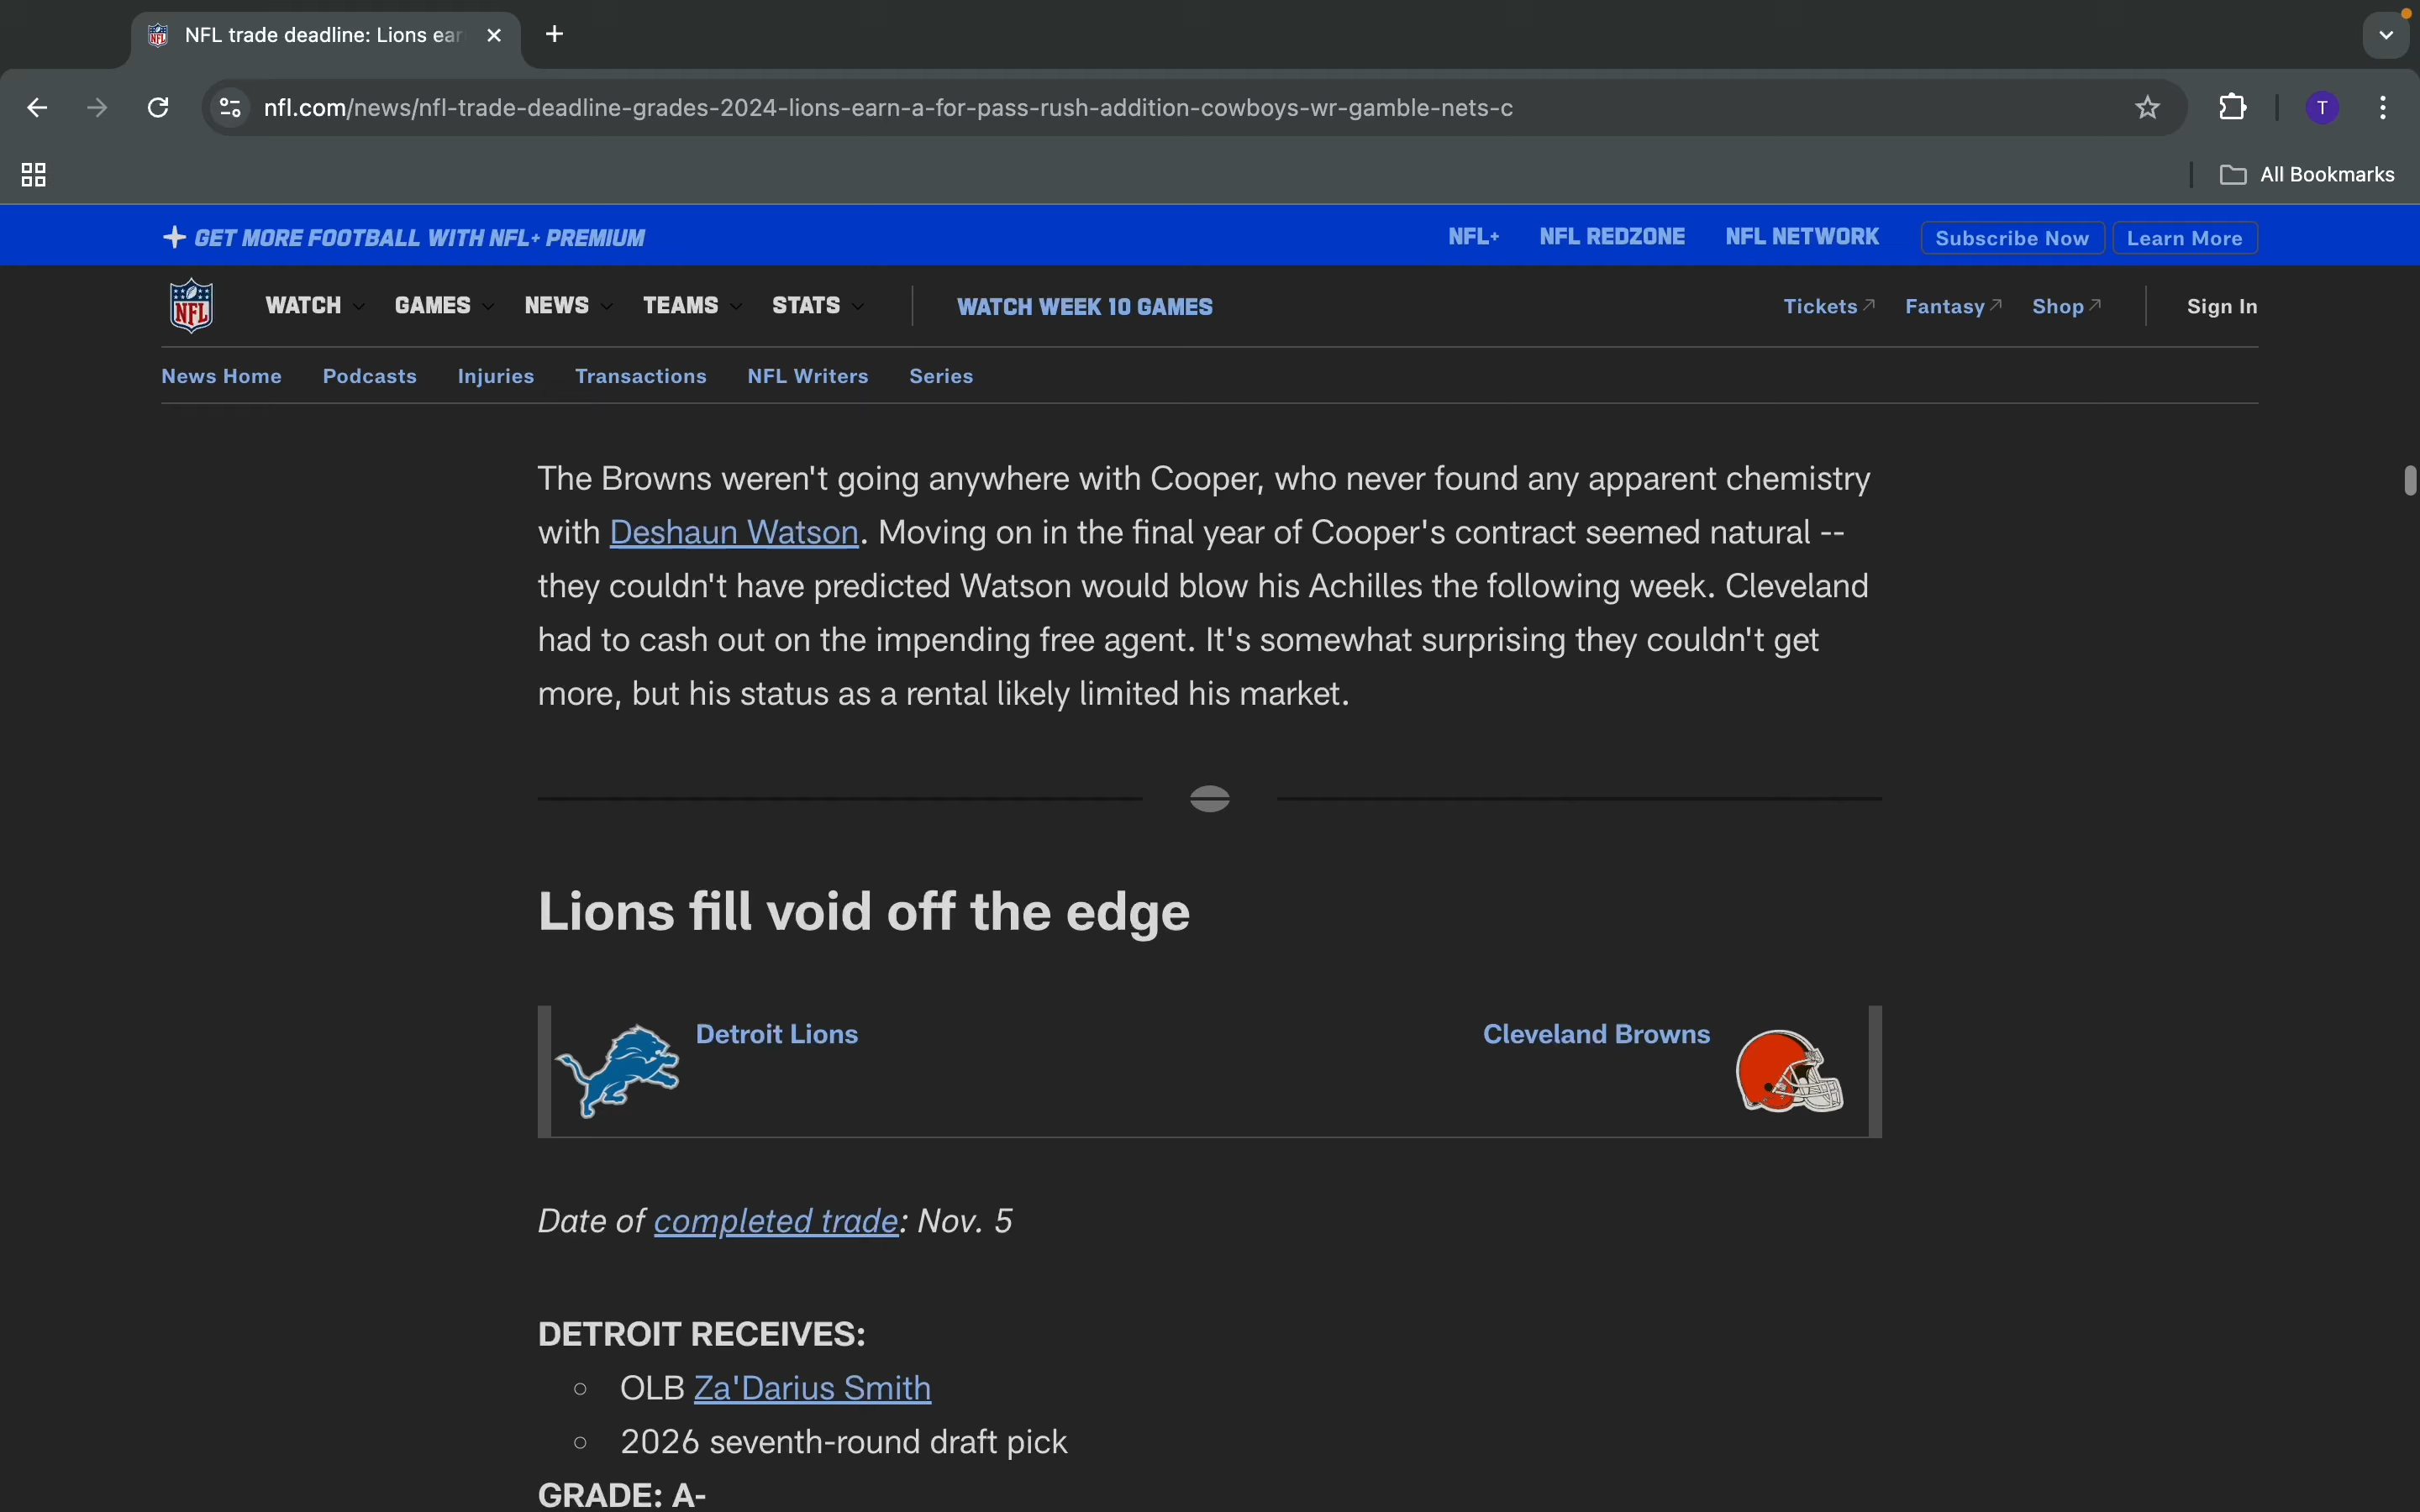 NFL trade deadline: Lions ear
nfl.com/news/nfl-trade-deadline-grades-2024-lions-earn-a-for-pass-rush-addition-cowboys-wr-gamble-nets-c
T
All Bookmarks
GET MORE FOOTBALL WITH NFL+ PREMIUM
NFL+ NFL REDZONE NFL NETWORK Subscribe Now Learn More
NFL WATCH GAMES NEWS TEAMS STATS WATCH WEEK 10 GAMES Tickets Fantasy Shop Sign In
News Home Podcasts Injuries Transactions NFL Writers Series
The Browns weren't going anywhere with Cooper, who never found any apparent chemistry
with Deshaun Watson. Moving on in the final year of Cooper's contract seemed natural --
they couldn't have predicted Watson would blow his Achilles the following week. Cleveland
had to cash out on the impending free agent. It's somewhat surprising they couldn't get
more, but his status as a rental likely limited his market.
Lions fill void off the edge
Detroit Lions Cleveland Browns
Date of completed trade: Nov. 5
DETROIT RECEIVES:
OLB Za'Darius Smith
2026 seventh-round draft pick
GRADE: A-